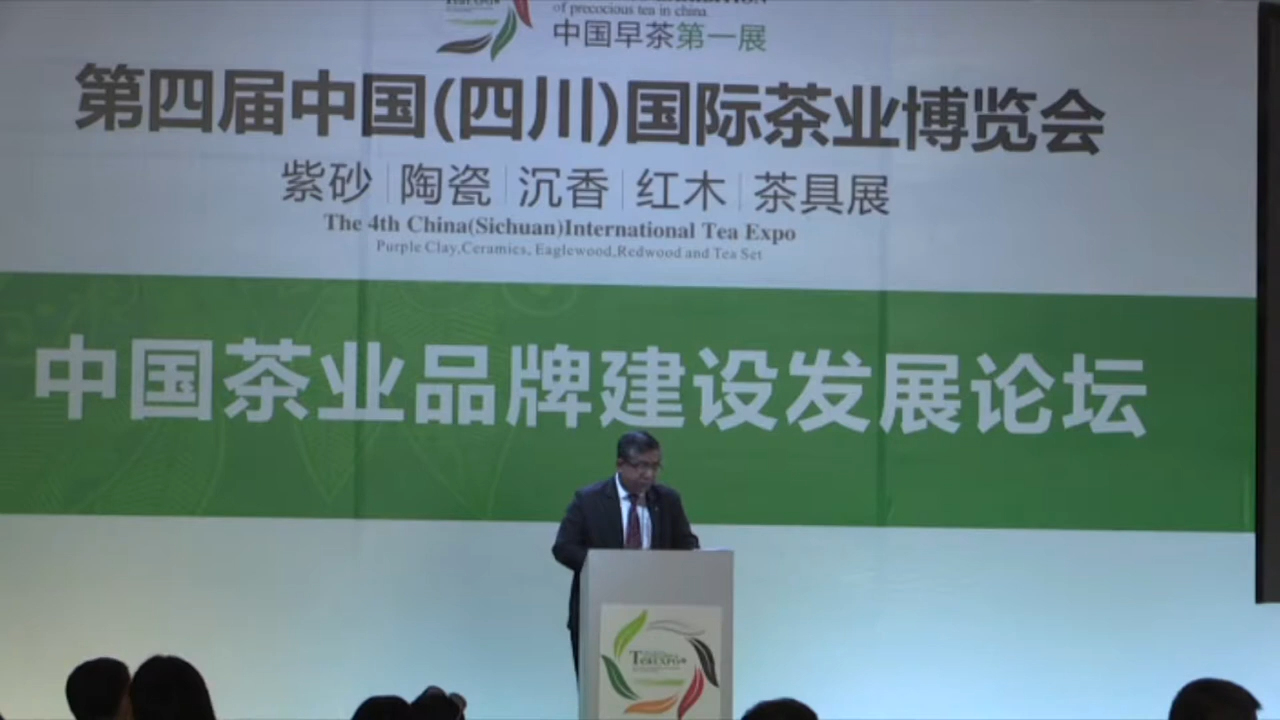 of precocious tea in china
中国早茶第一展
第四届中国(四川)国际茶业博览会
紫砂 | 陶瓷 | 沉香 | 红木 | 茶具展
The 4th China(Sichuan)International Tea Expo
Purple Clay,Ceramics, Eaglewood,Redwood and Tea Set
中国茶业品牌建设发展论坛
TEAEXPO